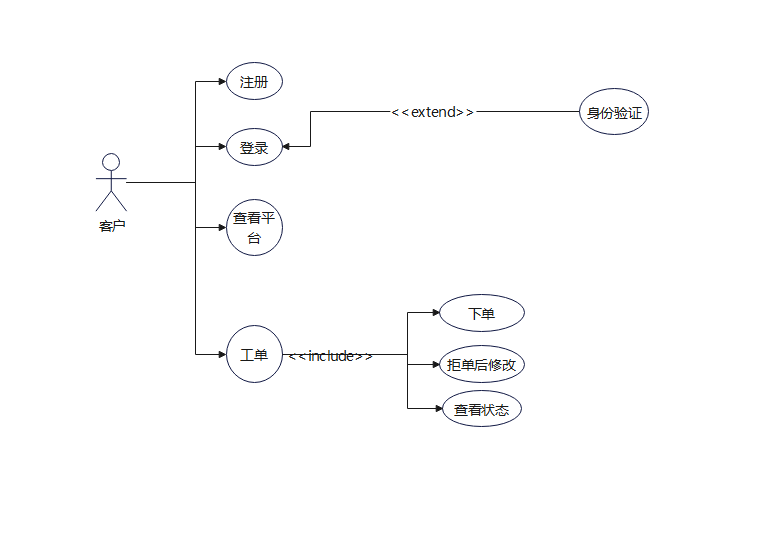 注册
<<extend>>
身份验证
登录
客户
查看平
台
下单
工单
<<include>>
拒单后修改
查看状态